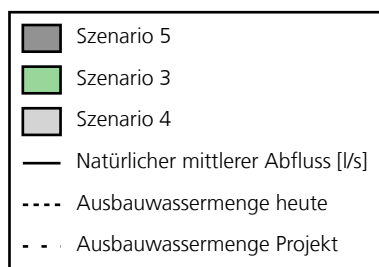 Szenario 5
Szenario 3
Szenario 4
Natürlicher mittlerer Abfluss [l/s]
Ausbauwassermenge heute
Ausbauwassermenge Projekt